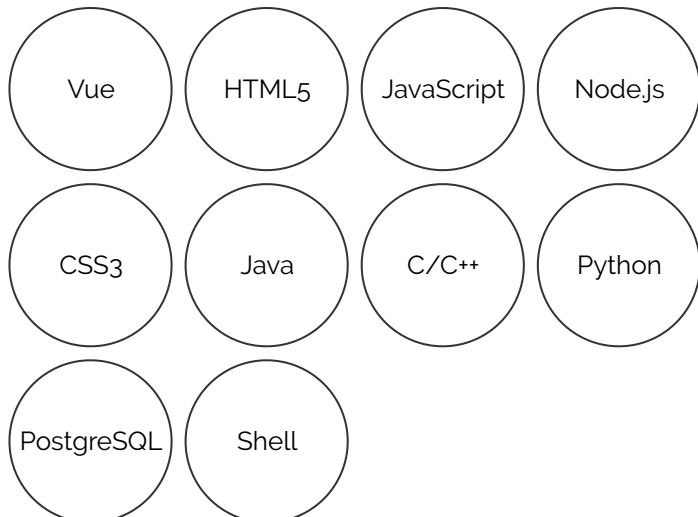 Vue
HTML5
JavaScript
Node.js
CSS3
Java
C/C++
Python
PostgreSQL
Shell